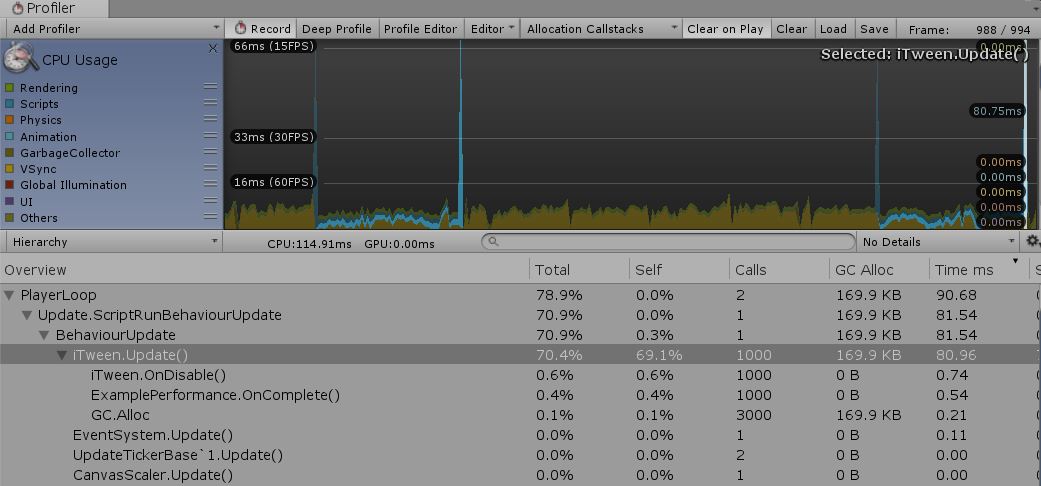 Profiler
Add Profiler Record Deep Profile Profile Editor Editor Allocation Callstacks Clear on Play Clear Load Save Frame: 988 / 994
CPU Usage
Rendering
Scripts
Physics
Animation
GarbageCollector
VSync
Global Illumination
UI
Others
66ms (15FPS)
33ms (30FPS)
16ms (60FPS)
0.00ms
Selected: iTween.Update()
80.75ms
0.00ms
0.00ms
0.00ms
0.00ms
0.00ms
Hierarchy CPU:114.91ms GPU:0.00ms No Details
Overview Total Self Calls GC Alloc Time ms
PlayerLoop 78.9% 0.0% 2 169.9 KB 90.68
Update.ScriptRunBehaviourUpdate 70.9% 0.0% 1 169.9 KB 81.54
BehaviourUpdate 70.9% 0.3% 1 169.9 KB 81.54
iTween.Update() 70.4% 69.1% 1000 169.9 KB 80.96
iTween.OnDisable() 0.6% 0.6% 1000 0 B 0.74
ExamplePerformance.OnComplete() 0.4% 0.4% 1000 0 B 0.54
GC.Alloc 0.1% 0.1% 3000 169.9 KB 0.21
EventSystem.Update() 0.0% 0.0% 1 0 B 0.11
UpdateTickerBase`1.Update() 0.0% 0.0% 2 0 B 0.00
CanvasScaler.Update() 0.0% 0.0% 1 0 B 0.00